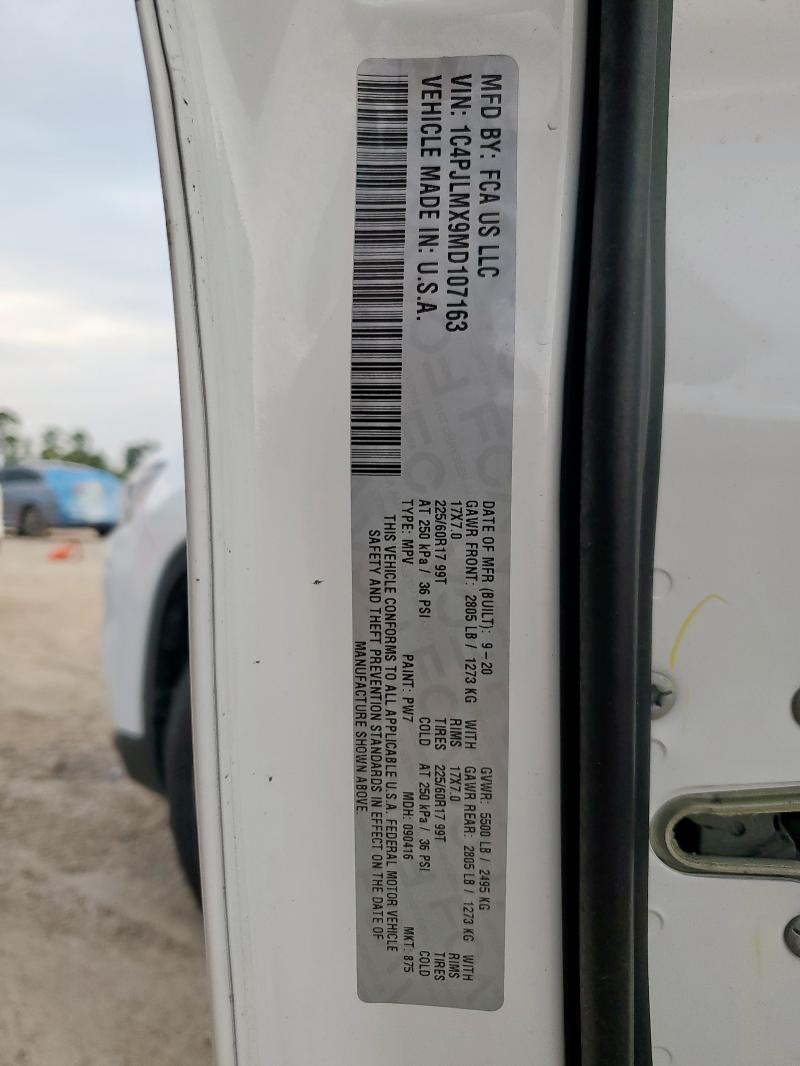 MFD BY: FCA US LLC
VIN: 1C4PJLMX9MD107163
VEHICLE MADE IN: U.S.A.
DATE OF MFR (BUILT): 9-20 GVWR: 5500 LB / 2495 KG
GAWR FRONT: 2805 LB / 1273 KG WITH GAWR REAR: 2805 LB / 1273 KG WITH
17X7.0 RIMS 17X7.0 RIMS
225/60R17 99T TIRES 225/60R17 99T TIRES
AT 250 kPa / 36 PSI COLD AT 250 kPa / 36 PSI COLD
TYPE: MPV PAINT: PW7 MDH: 090416 MKT: 875
THIS VEHICLE CONFORMS TO ALL APPLICABLE U.S.A. FEDERAL MOTOR VEHICLE
SAFETY AND THEFT PREVENTION STANDARDS IN EFFECT ON THE DATE OF
MANUFACTURE SHOWN ABOVE.